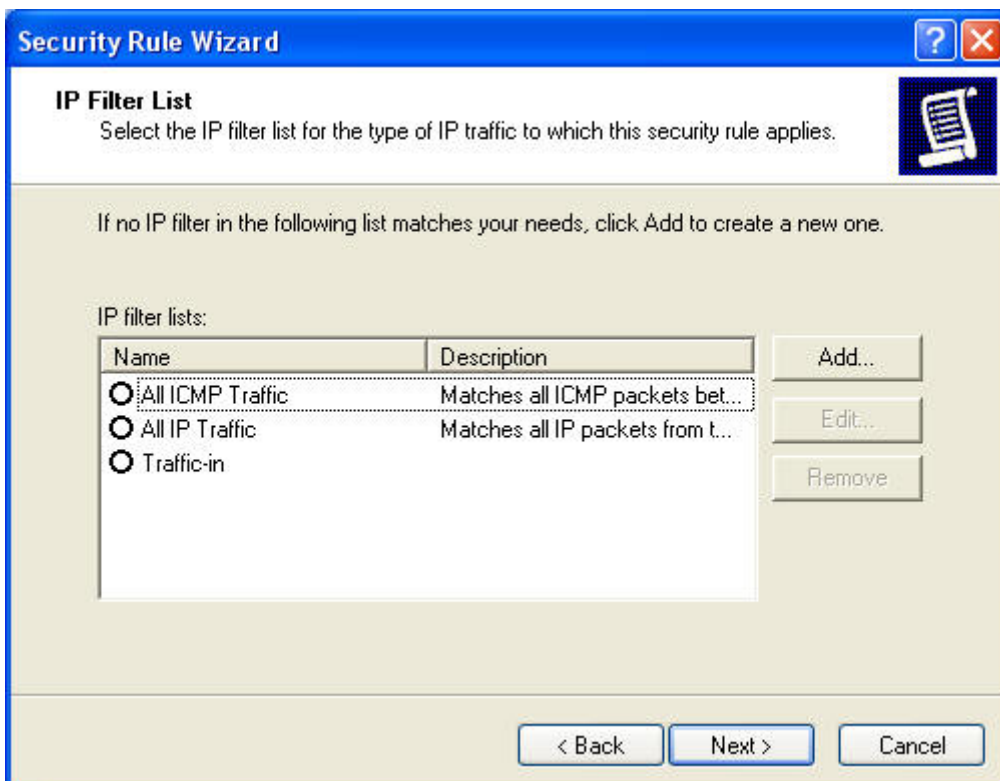 Security Rule Wizard
IP Filter List
Select the IP filter list for the type of IP traffic to which this security rule applies.
If no IP filter in the following list matches your needs, click Add to create a new one.
IP filter lists:
Name Description
All ICMP Traffic Matches all ICMP packets bet...
All IP Traffic Matches all IP packets from t...
Traffic-in
Add...
Edit...
Remove
< Back Next > Cancel